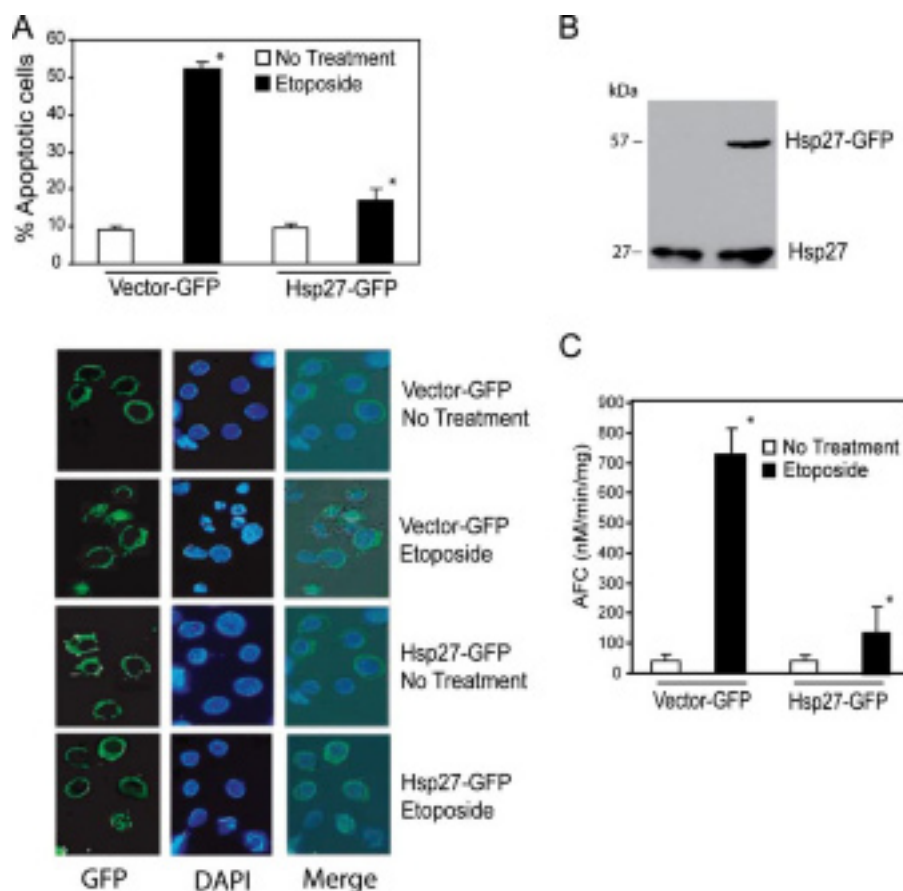 A
% Apoptotic cells
60
50
40
30
20
10
0
No Treatment
Etoposide
*
*
Vector-GFP
Hsp27-GFP
B
kDa
57
27
Hsp27-GFP
Hsp27
Vector-GFP
No Treatment
Vector-GFP
Etoposide
Hsp27-GFP
No Treatment
Hsp27-GFP
Etoposide
GFP
DAPI
Merge
C
AFC (nM/min/mg)
900
800
700
600
500
400
300
200
100
0
No Treatment
Etoposide
*
*
Vector-GFP
Hsp27-GFP